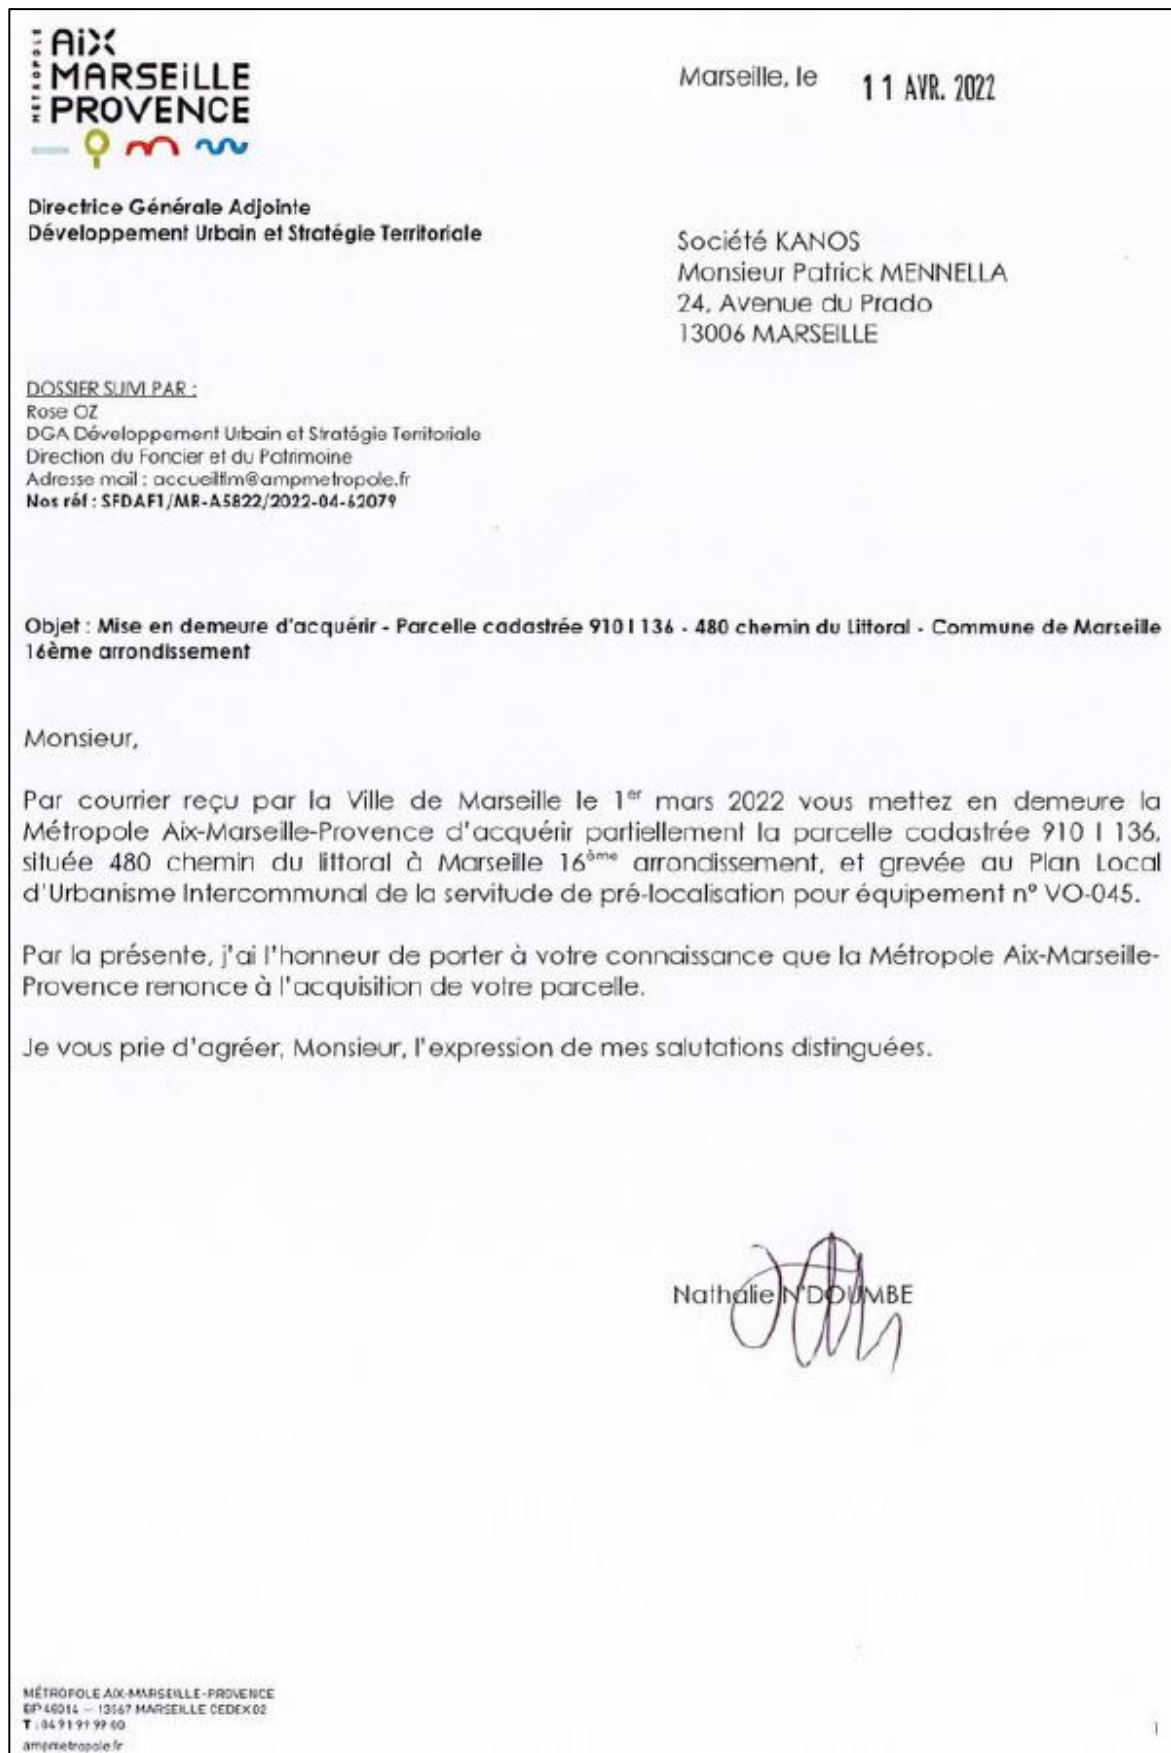 MÉTROPOLE
AiX
MARSEiLLE
PROVENCE
Marseille, le 11 AVR. 2022
Directrice Générale Adjointe
Développement Urbain et Stratégie Territoriale
Société KANOS
Monsieur Patrick MENNELLA
24, Avenue du Prado
13006 MARSEILLE
DOSSIER SUIVI PAR :
Rose OZ
DGA Développement Urbain et Stratégie Territoriale
Direction du Foncier et du Patrimoine
Adresse mail : accueiltlm@ampmetropole.fr
Nos réf : SFDAF1/MR-A5822/2022-04-62079
Objet : Mise en demeure d'acquérir - Parcelle cadastrée 910 I 136 - 480 chemin du Littoral - Commune de Marseille
16ème arrondissement
Monsieur,
Par courrier reçu par la Ville de Marseille le 1er mars 2022 vous mettez en demeure la
Métropole Aix-Marseille-Provence d'acquérir partiellement la parcelle cadastrée 910 I 136,
située 480 chemin du littoral à Marseille 16ème arrondissement, et grevée au Plan Local
d'Urbanisme Intercommunal de la servitude de pré-localisation pour équipement n° VO-045.
Par la présente, j'ai l'honneur de porter à votre connaissance que la Métropole Aix-Marseille-
Provence renonce à l'acquisition de votre parcelle.
Je vous prie d'agréer, Monsieur, l'expression de mes salutations distinguées.
Nathalie N'DOUMBE
MÉTROPOLE AIX-MARSEILLE-PROVENCE
BP 48014 – 13567 MARSEILLE CEDEX 02
T : 04 91 99 99 00
ampmetropole.fr
1